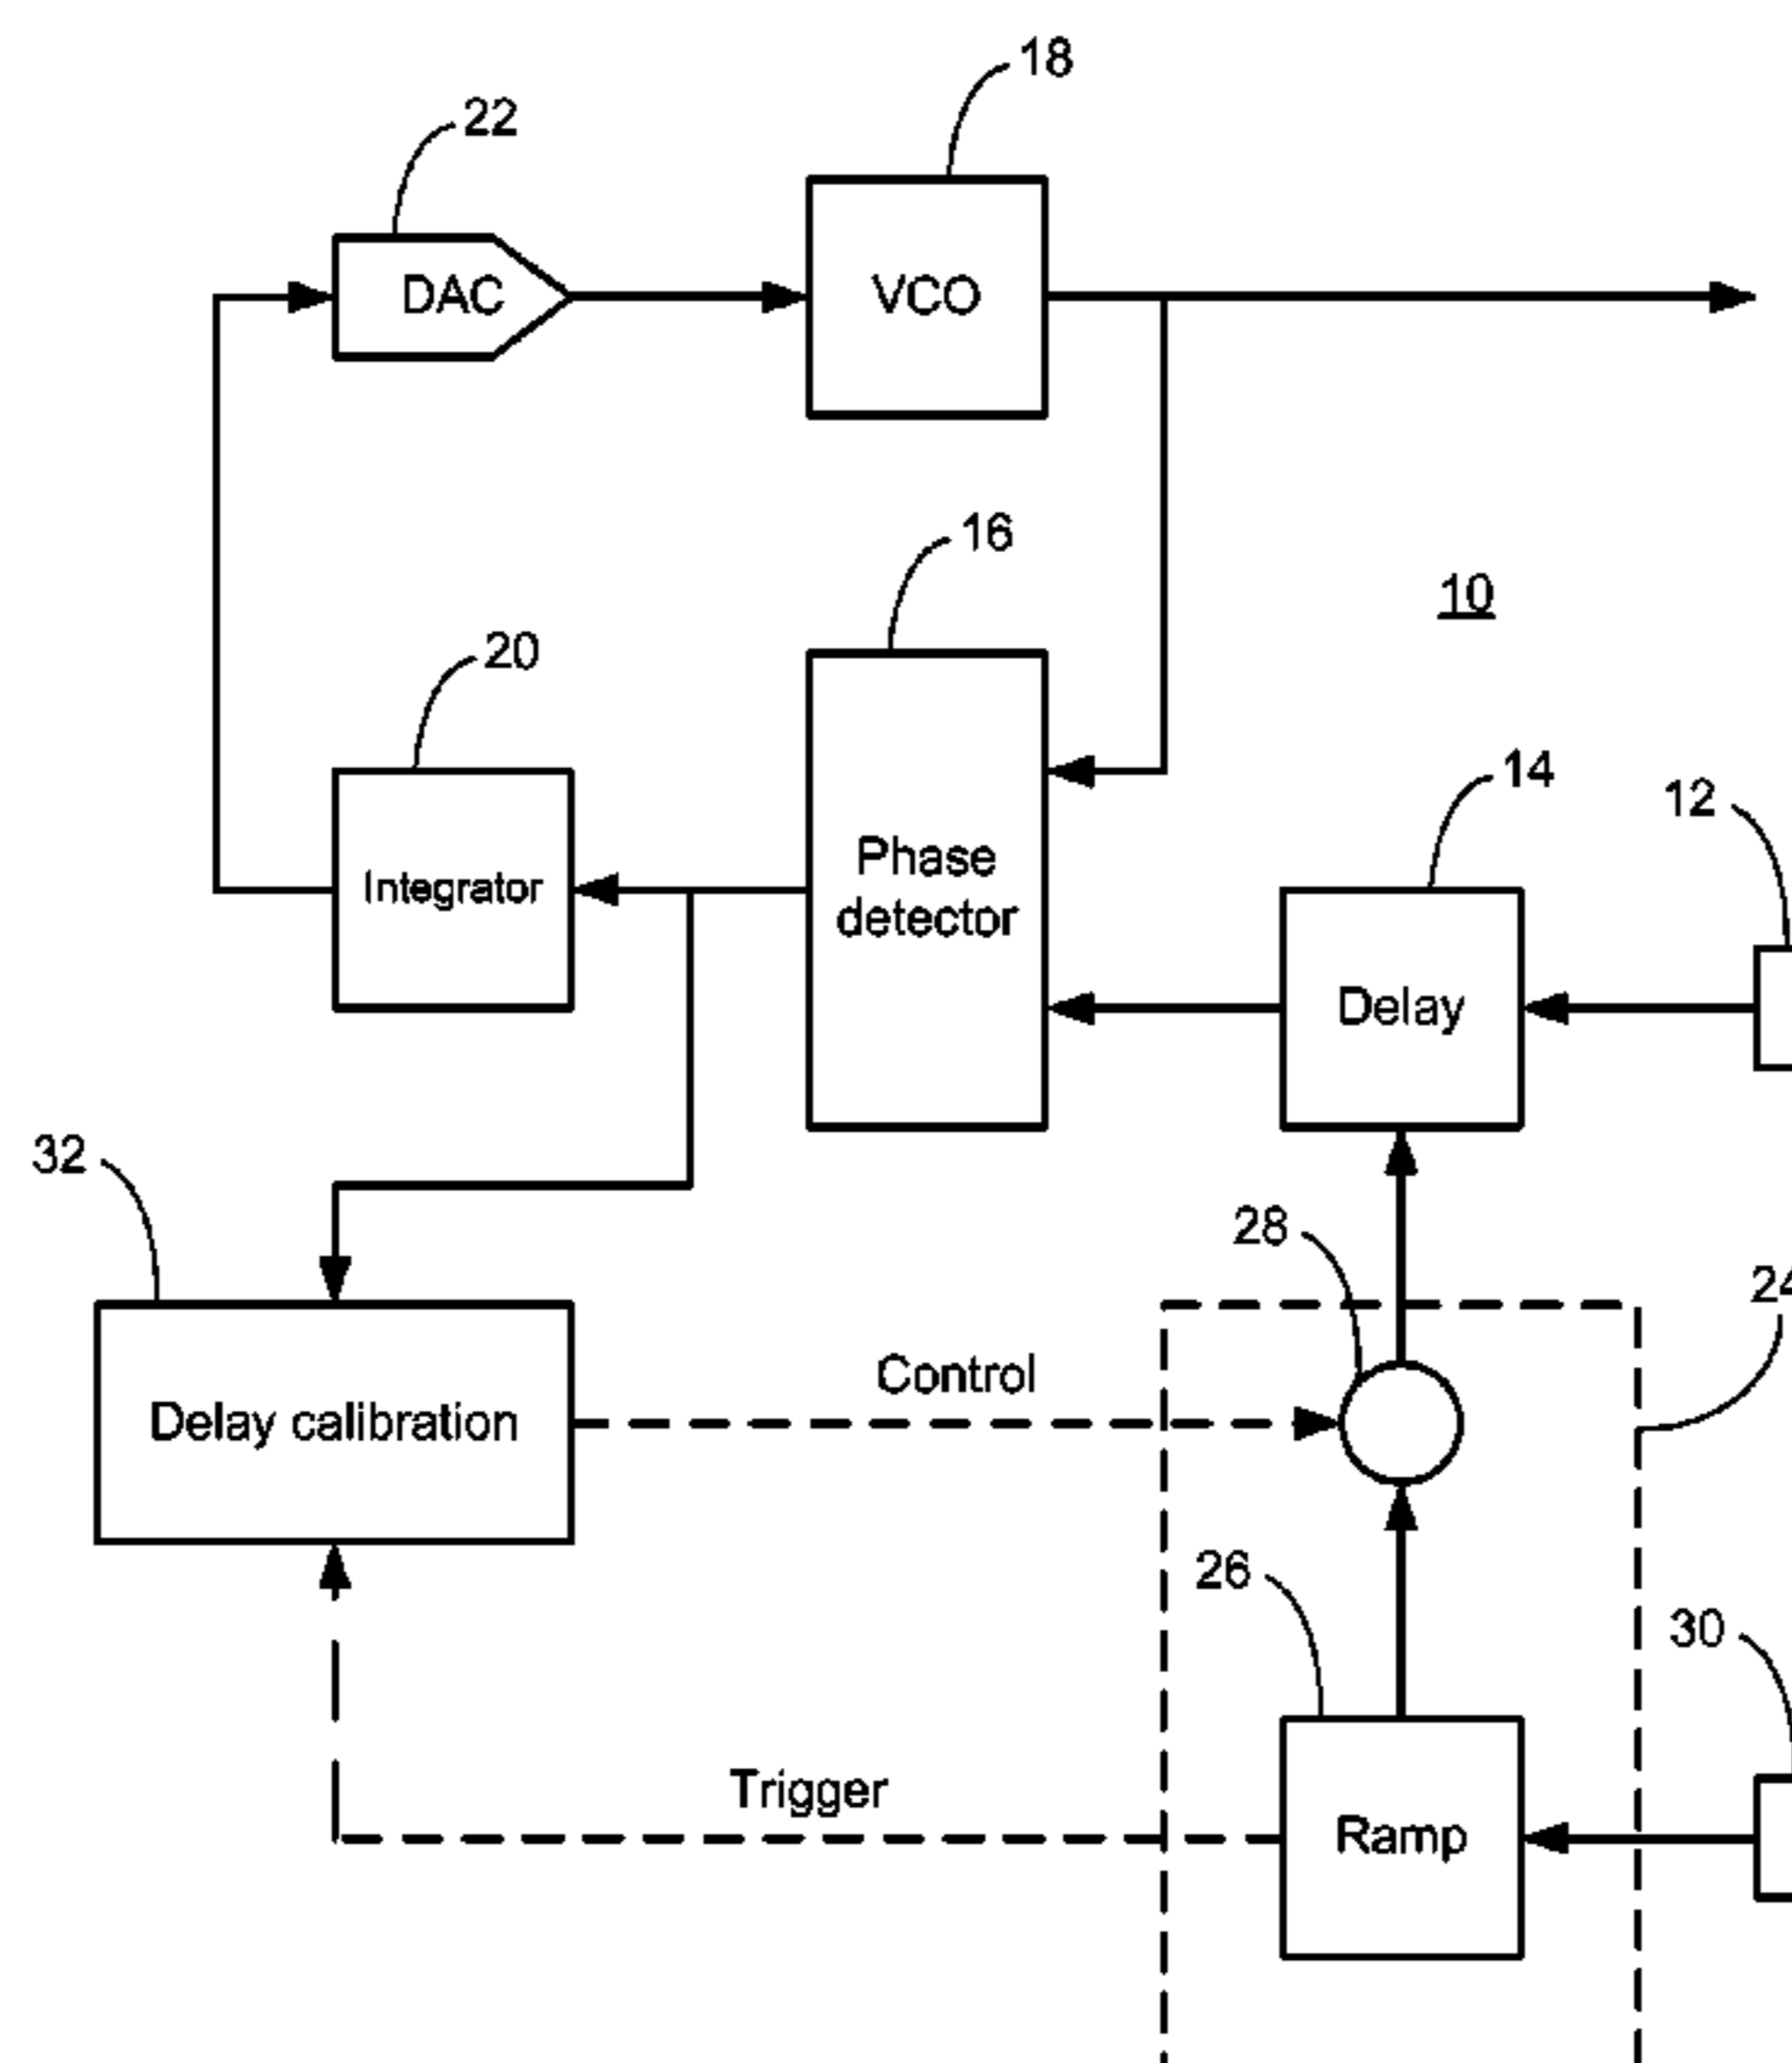 18
22
DAC
VCO
16
10
20
14
12
Phase
detector
Integrator
Delay
32
28
24
Control
Delay calibration
26
30
Trigger
Ramp